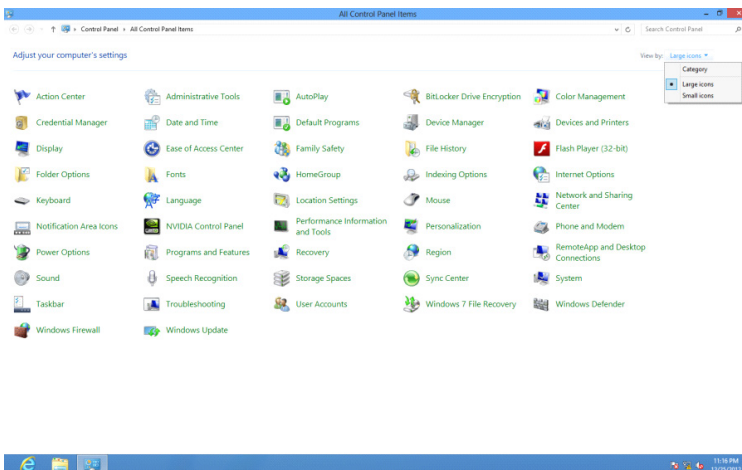 All Control Panel Items
Control Panel
All Control Panel Items
Search Control Panel
Adjust your computer's settings
View by: Large icons
Category
Large icons
Small icons
Action Center
Administrative Tools
AutoPlay
BitLocker Drive Encryption
Color Management
Credential Manager
Date and Time
Default Programs
Device Manager
Devices and Printers
Display
Ease of Access Center
Family Safety
File History
Flash Player (32-bit)
Folder Options
Fonts
HomeGroup
Indexing Options
Internet Options
Keyboard
Language
Location Settings
Mouse
Network and Sharing
Center
Notification Area Icons
NVIDIA Control Panel
Performance Information
and Tools
Personalization
Phone and Modem
Power Options
Programs and Features
Recovery
Region
RemoteApp and Desktop
Connections
Sound
Speech Recognition
Storage Spaces
Sync Center
System
Taskbar
Troubleshooting
User Accounts
Windows 7 File Recovery
Windows Defender
Windows Firewall
Windows Update
11:16 PM